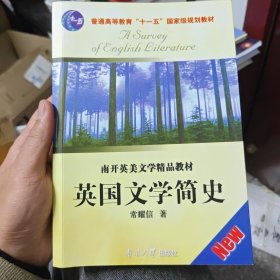 普通高等教育“十一五”国家级规划教材
A Survey
of English Literature
南开英美文学精品教材
英国文学简史
常耀信 著
New
南开大学出版社